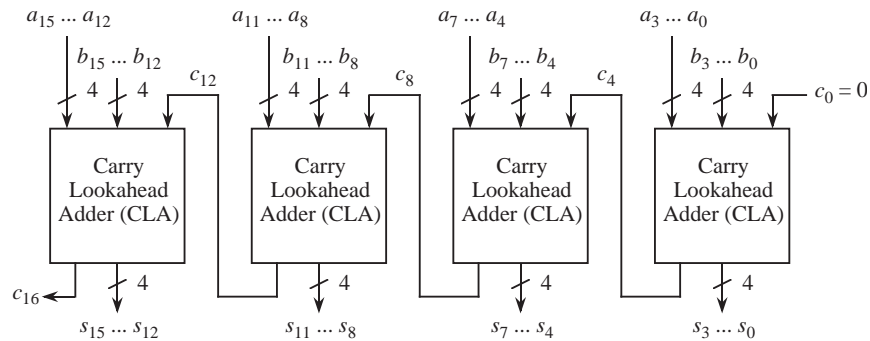 a₁₅ ... a₁₂ a₁₁ ... a₈ a₇ ... a₄ a₃ ... a₀
b₁₅ ... b₁₂ b₁₁ ... b₈ b₇ ... b₄ b₃ ... b₀
c₁₂ c₈ c₄
4 4 4 4 4 4 4 4 c₀ = 0
Carry Carry Carry Carry
Lookahead Lookahead Lookahead Lookahead
Adder (CLA) Adder (CLA) Adder (CLA) Adder (CLA)
c₁₆ 4 4 4 4
s₁₅ ... s₁₂ s₁₁ ... s₈ s₇ ... s₄ s₃ ... s₀